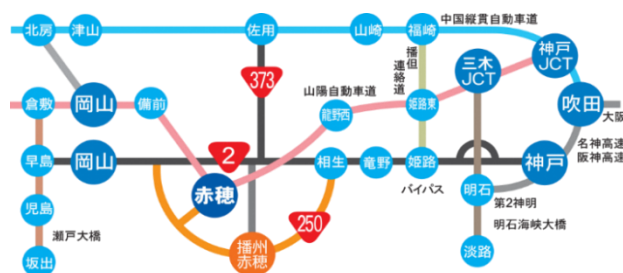 中国縦貫自動車道
北房
津山
佐用
山崎
福崎
神戸
JCT
播但
連絡道
三木
JCT
373
山陽自動車道
倉敷
岡山
備前
龍野西
姫路東
吹田
大阪
名神高速
阪神高速
早島
岡山
2
相生
竜野
姫路
神戸
バイパス
赤穂
明石
第2神明
児島
250
明石海峡大橋
瀬戸大橋
播州
赤穂
淡路
坂出